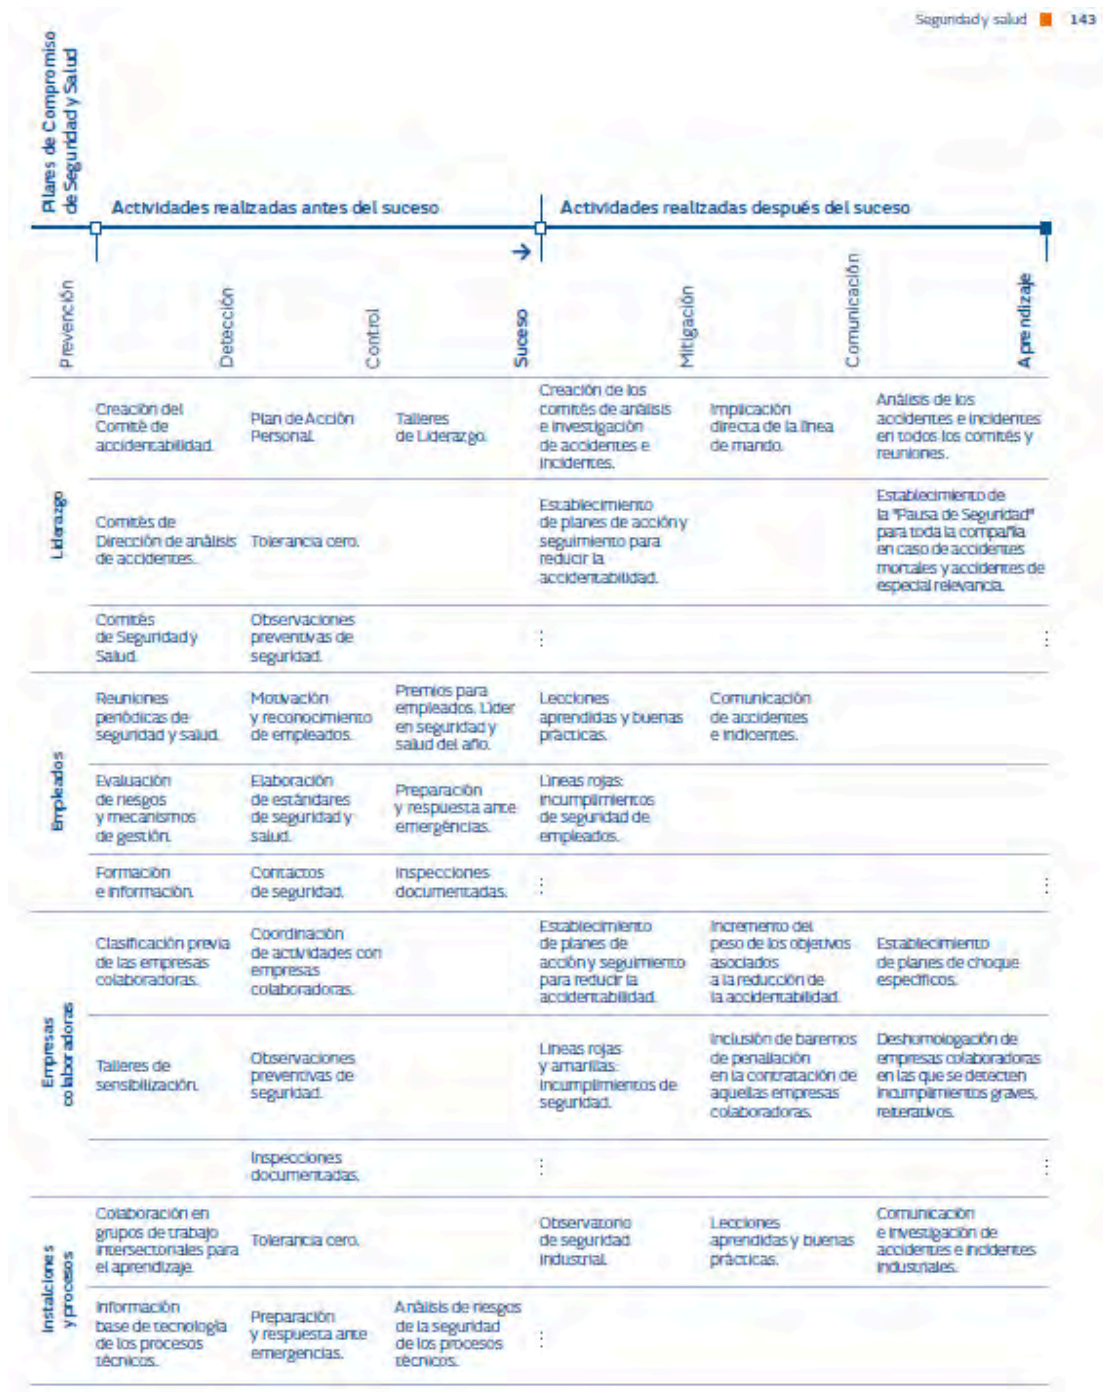 Seguridad y salud 143
Pilares de Compromiso
de Seguridad y Salud
Actividades realizadas antes del suceso
Actividades realizadas después del suceso
Prevención
Detección
Control
Suceso
Mitigación
Comunicación
Aprendizaje
Liderazgo
Creación del
Comité de
accidentabilidad.
Plan de Acción
Personal.
Talleres
de Liderazgo.
Creación de los
comités de análisis
e investigación
de accidentes e
incidentes.
Implicación
directa de la línea
de mando.
Análisis de los
accidentes e incidentes
en todos los comités y
reuniones.
Comités de
Dirección de análisis
de accidentes.
Tolerancia cero.
Establecimiento
de planes de acción y
seguimiento para
reducir la
accidentabilidad.
Establecimiento de
la "Pausa de Seguridad"
para toda la compañía
en caso de accidentes
mortales y accidentes de
especial relevancia.
Comités
de Seguridad y
Salud.
Observaciones
preventivas de
seguridad.
Empleados
Reuniones
periódicas de
seguridad y salud.
Motivación
y reconocimiento
de empleados.
Premios para
empleados. Líder
en seguridad y
salud del año.
Lecciones
aprendidas y buenas
prácticas.
Comunicación
de accidentes
e indicentes.
Evaluación
de riesgos
y mecanismos
de gestión.
Elaboración
de estándares
de seguridad y
salud.
Preparación
y respuesta ante
emergéncias.
Líneas rojas:
incumplimientos
de seguridad de
empleados.
Formación
e información.
Contactos
de seguridad.
Inspecciones
documentadas.
Empresas
colaboradoras
Clasificación previa
de las empresas
colaboradoras.
Coordinación
de actividades con
empresas
colaboradoras.
Establecimiento
de planes de
acción y seguimiento
para reducir la
accidentabilidad.
Incremento del
peso de los objetivos
asociados
a la reducción de
la accidentabilidad.
Establecimiento
de planes de choque
específicos.
Talleres de
sensibilización.
Observaciones
preventivas de
seguridad.
Líneas rojas
y amarillas:
incumplimientos de
seguridad.
Inclusión de baremos
de penaliación
en la contratación de
aquellas empresas
colaboradoras.
Deshomologación de
empresas colaboradoras
en las que se detecten
incumplimientos graves,
reiterativos.
Inspecciones
documentadas.
Instalciones
y procesos
Colaboración en
grupos de trabajo
intersectoriales para
el aprendizaje.
Tolerancia cero.
Observatorio
de seguridad
industrial.
Lecciones
aprendidas y buenas
prácticas.
Comunicación
e investigación de
accidentes e incidentes
industriales.
Información
base de tecnología
de los procesos
técnicos.
Preparación
y respuesta ante
emergencias.
Análisis de riesgos
de la seguridad
de los procesos
técnicos.